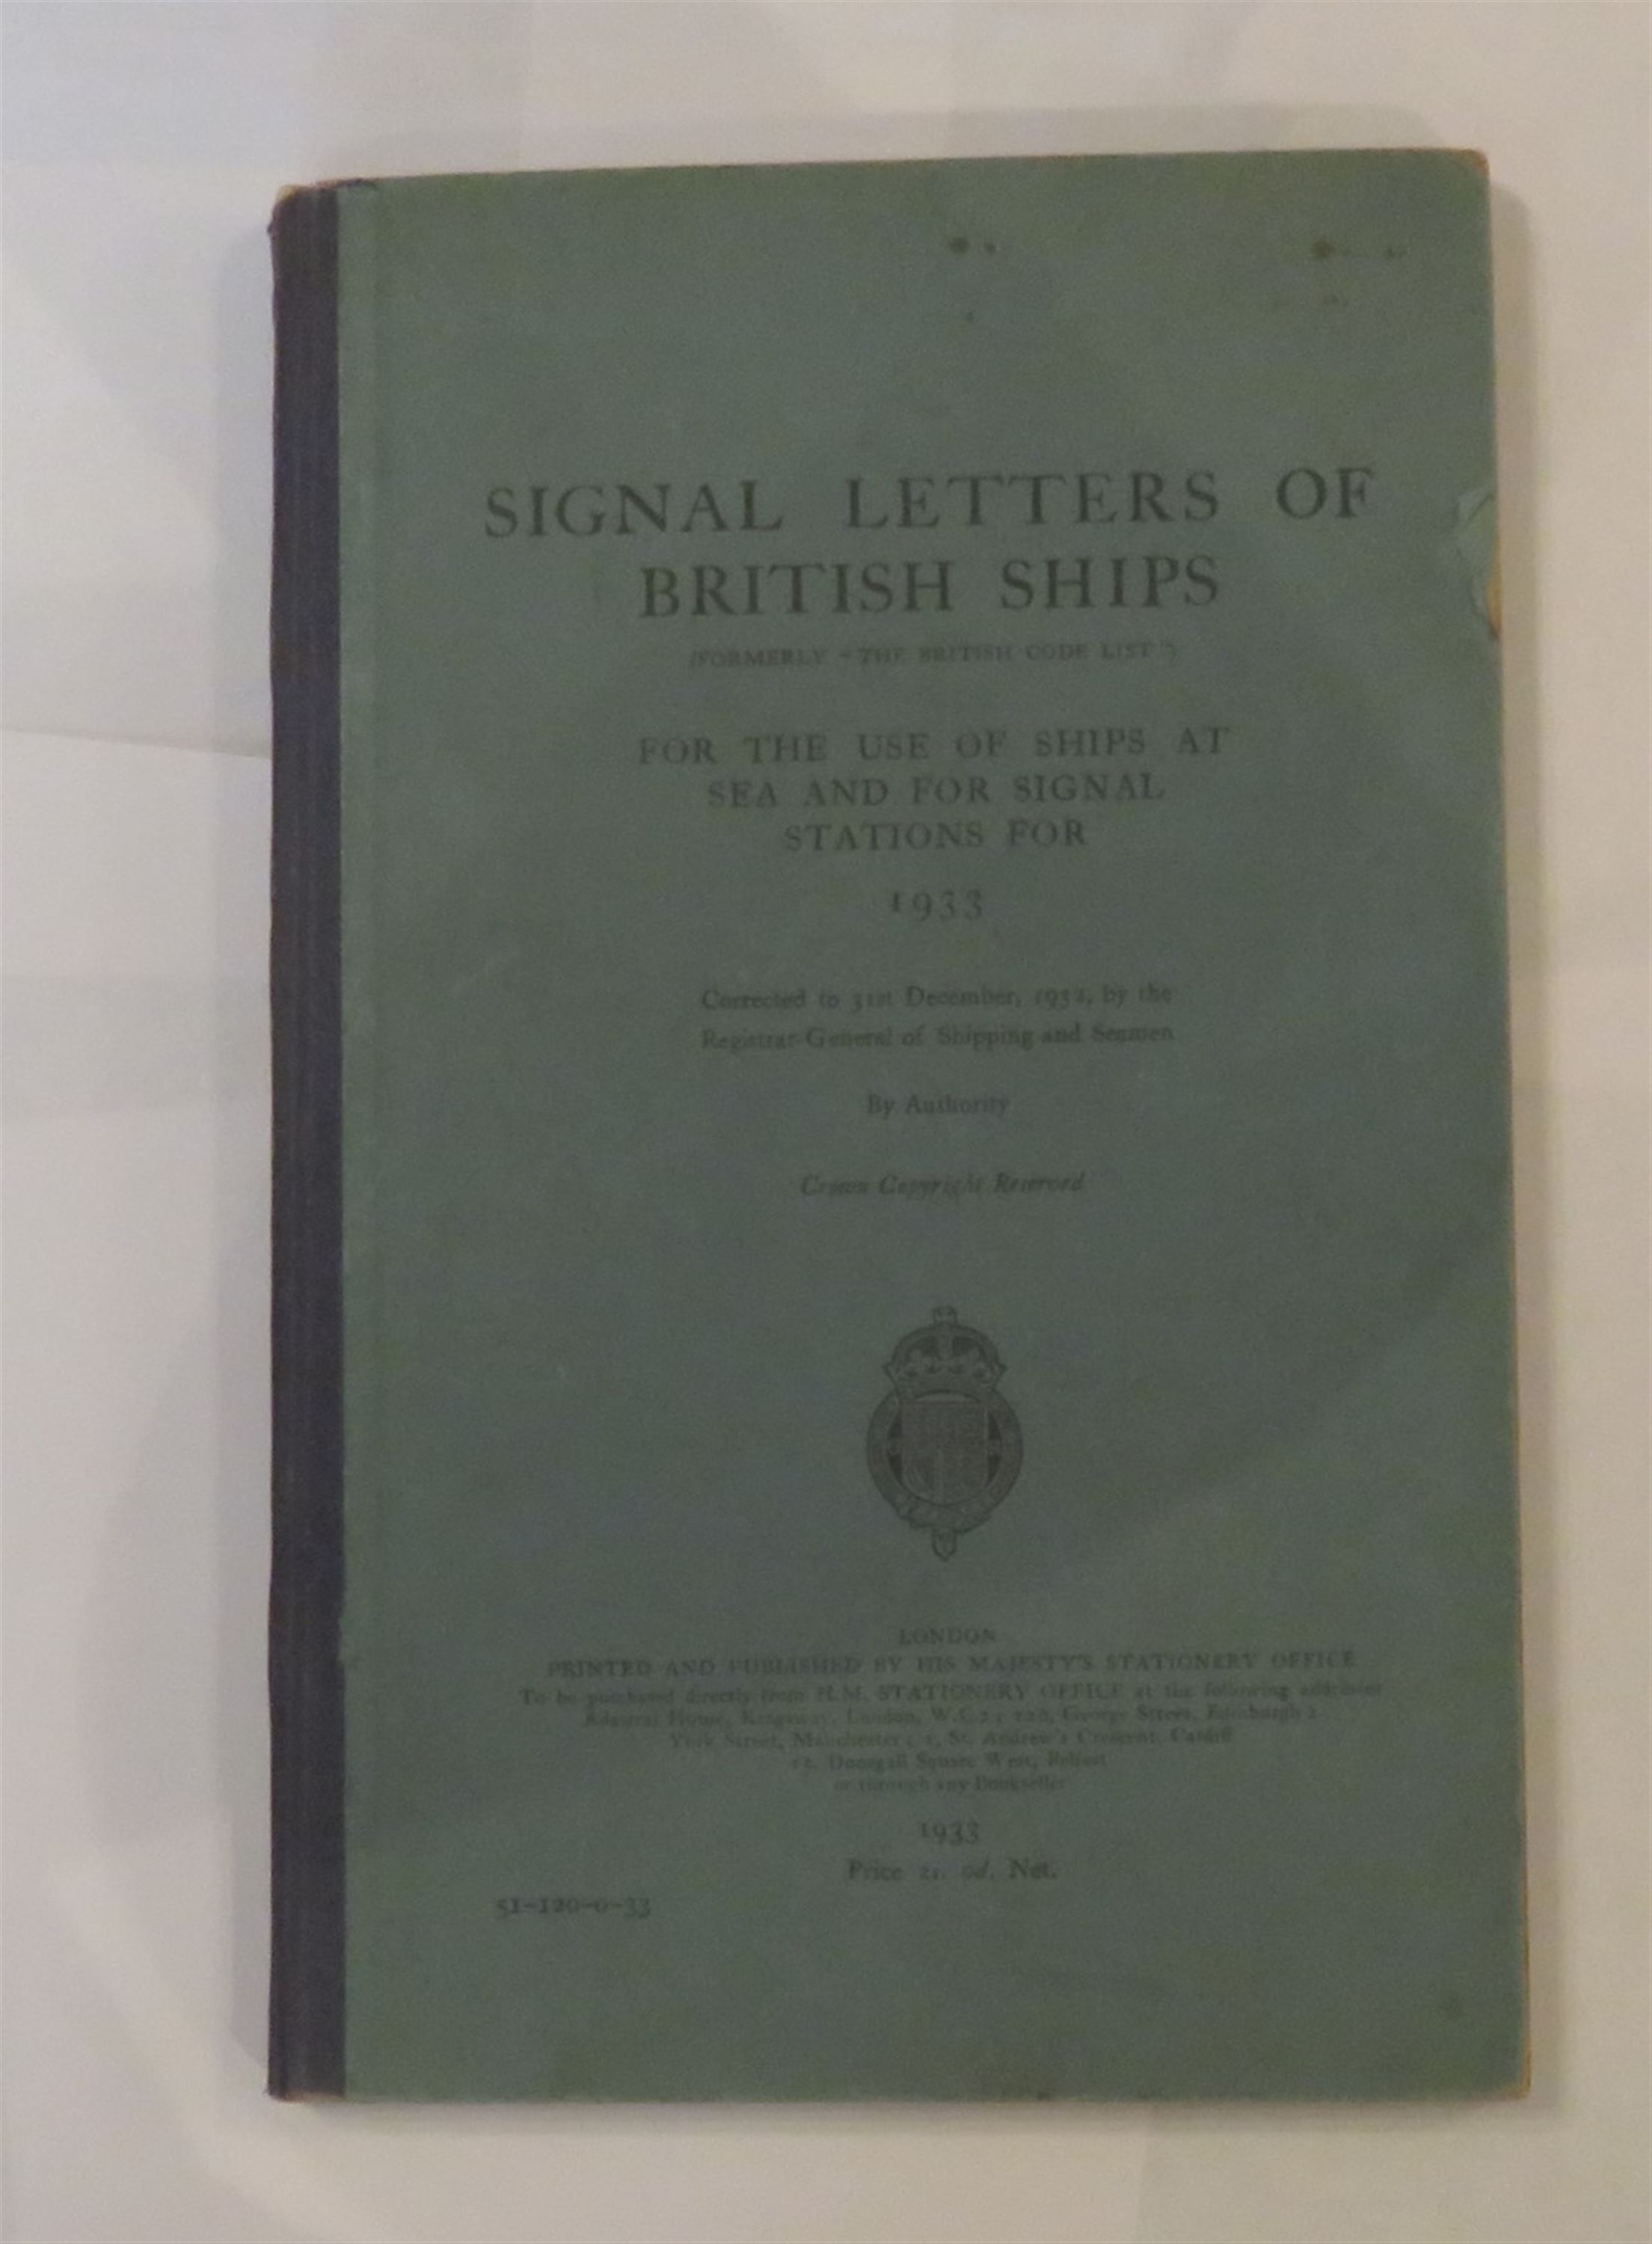 SIGNAL LETTERS OF
BRITISH SHIPS
(FORMERLY "THE BRITISH CODE LIST")
FOR THE USE OF SHIPS AT
SEA AND FOR SIGNAL
STATIONS FOR
1933
Corrected to 31st December, 1932, by the
Registrar-General of Shipping and Seamen
By Authority
Crown Copyright Reserved
LONDON
PRINTED AND PUBLISHED BY HIS MAJESTY'S STATIONERY OFFICE
To be purchased directly from H.M. STATIONERY OFFICE at the following addresses
Adastral House, Kingsway, London, W.C.2; 120, George Street, Edinburgh 2
York Street, Manchester 1; 1, St. Andrew's Crescent, Cardiff
Donegall Square West, Belfast
or through any Bookseller
1933
Price 2s. 0d. Net.
51-120-0-33